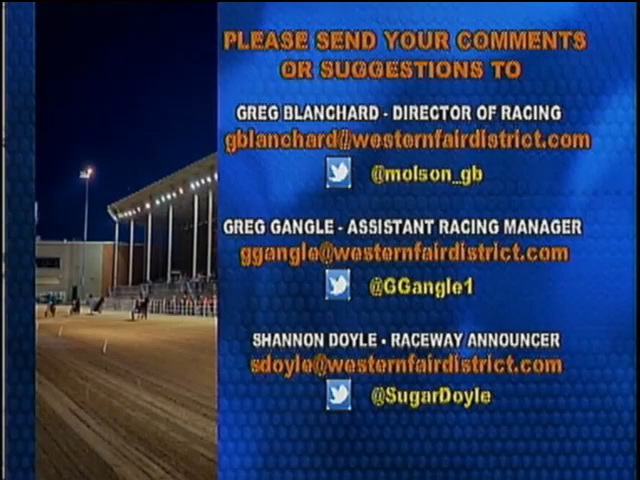 PLEASE SEND YOUR COMMENTS
OR SUGGESTIONS TO
GREG BLANCHARD - DIRECTOR OF RACING
gblanchard@westernfairdistrict.com
@molson_gb
GREG GANGLE - ASSISTANT RACING MANAGER
ggangle@westernfairdistrict.com
@GGangle1
SHANNON DOYLE - RACEWAY ANNOUNCER
sdoyle@westernfairdistrict.com
@SugarDoyle